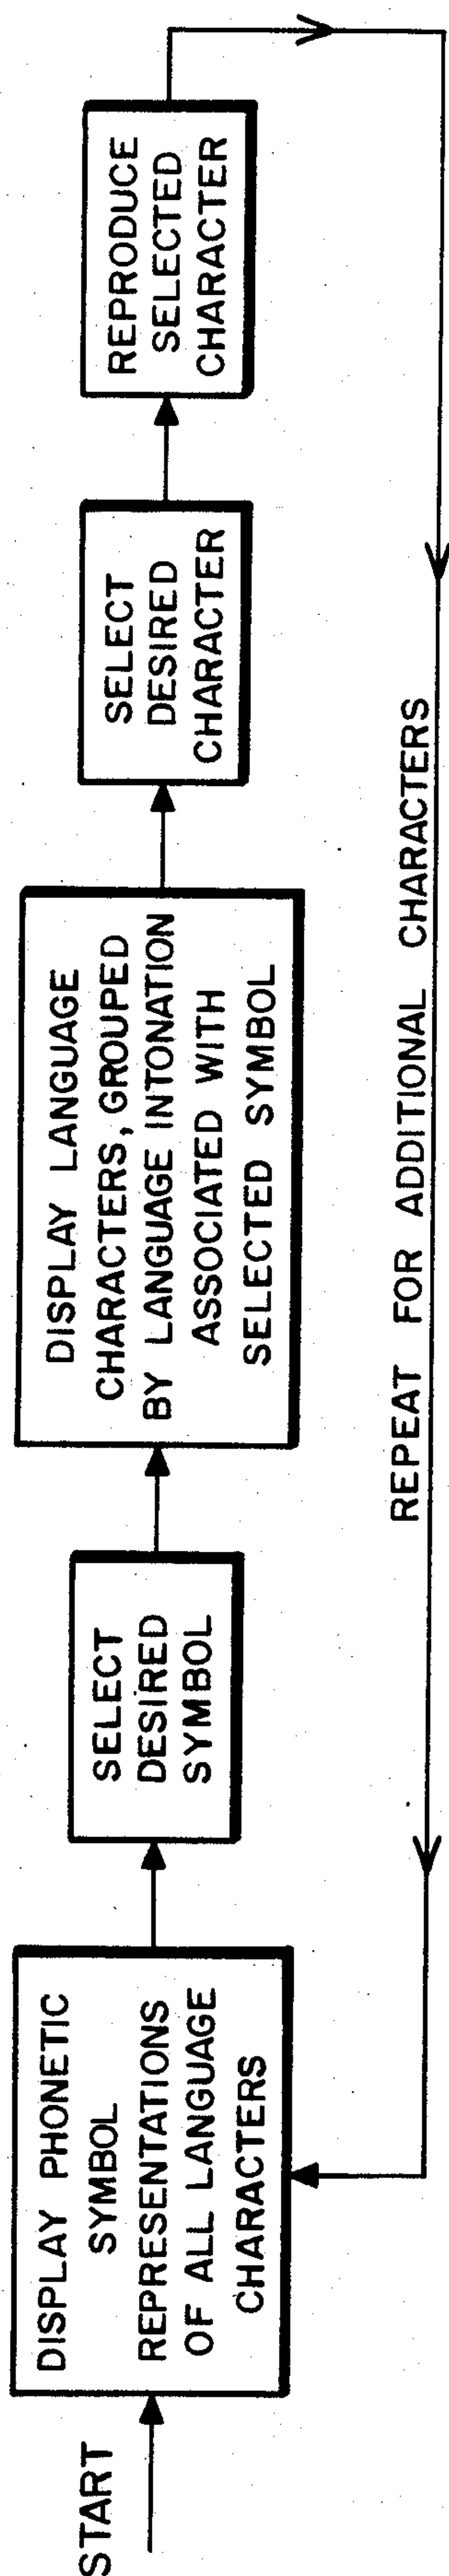 START
DISPLAY PHONETIC
SYMBOL
REPRESENTATIONS
OF ALL LANGUAGE
CHARACTERS
SELECT
DESIRED
SYMBOL
DISPLAY LANGUAGE
CHARACTERS, GROUPED
BY LANGUAGE INTONATION
ASSOCIATED WITH
SELECTED SYMBOL
SELECT
DESIRED
CHARACTER
REPRODUCE
SELECTED
CHARACTER
REPEAT FOR ADDITIONAL CHARACTERS